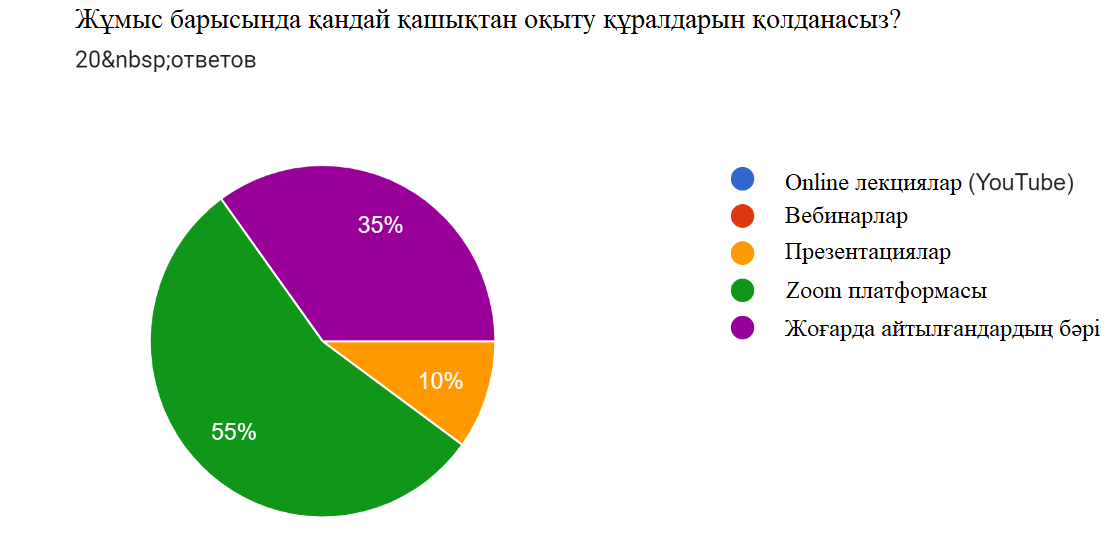 Жұмыс барысында қандай қашықтан оқыту құралдарын қолданасыз?
20&nbsp;ответов
35%
10%
55%
Online лекциялар (YouTube)
Вебинарлар
Презентациялар
Zoom платформасы
Жоғарда айтылғандардың бәрі